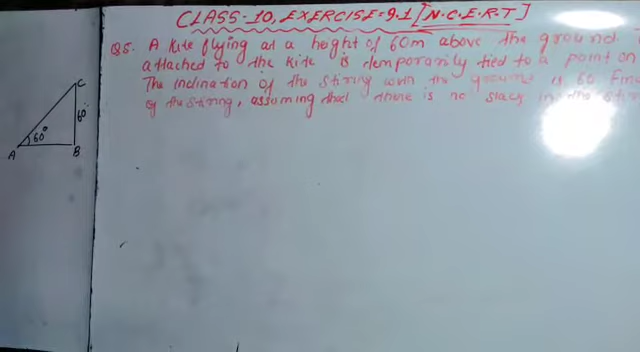 CLASS-10, EXERCISE-9.1 [N.C.E.R.T]
Q5. A kite flying at a height of 60m above the ground.
attached to the kite is temporarily tied to a point on
The inclination of the string with the ground is 60 Fin
of the string, assuming that there is no slack in the
C
60
60°
A
B